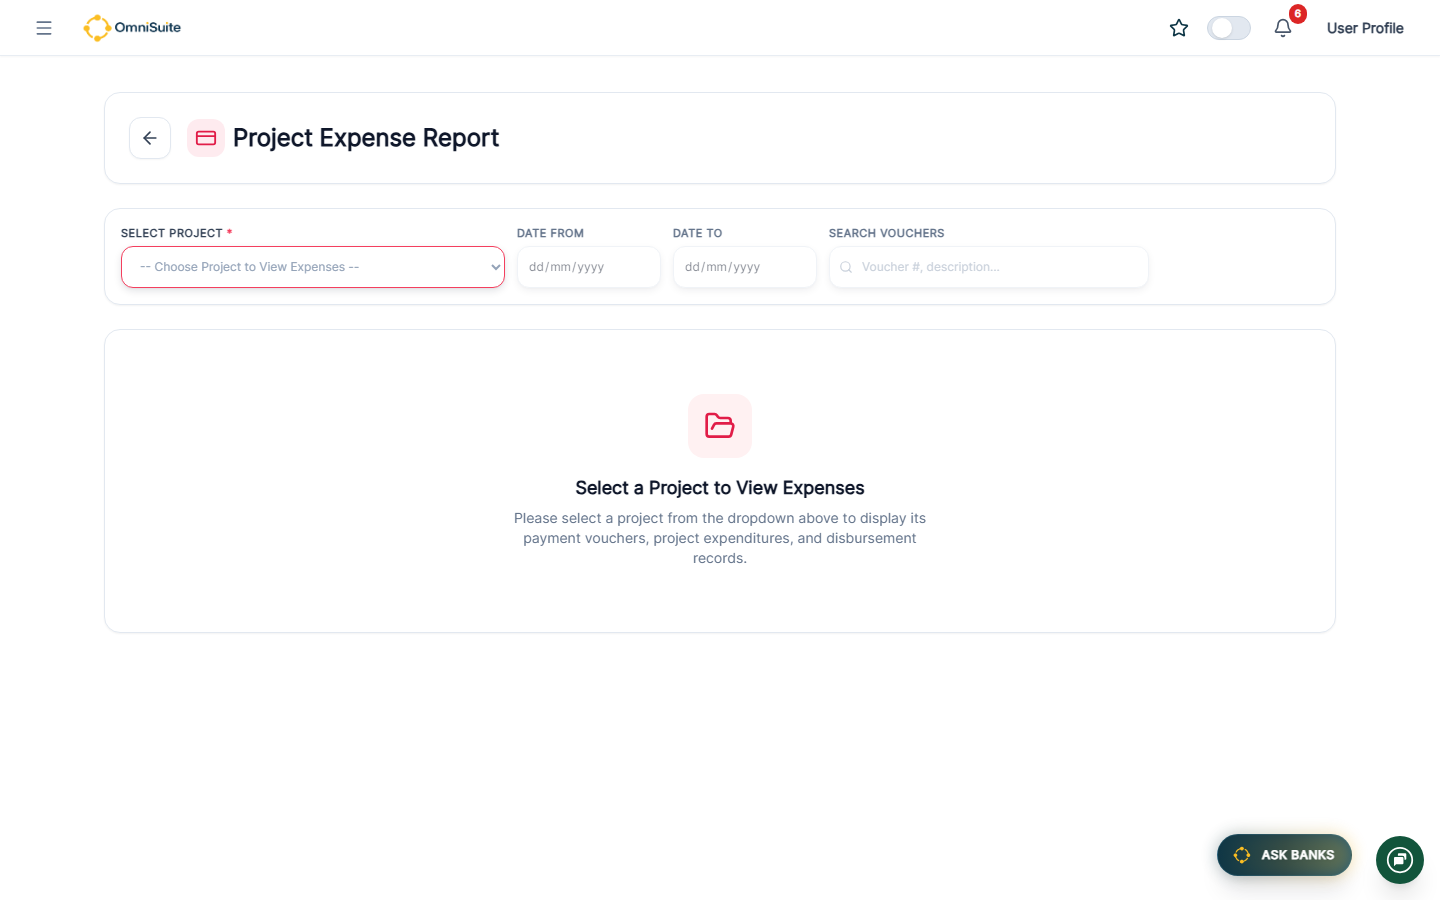 OmniSuite
6
User Profile
Project Expense Report
SELECT PROJECT *
DATE FROM
DATE TO
SEARCH VOUCHERS
-- Choose Project to View Expenses --
dd/mm/yyyy
dd/mm/yyyy
Voucher #, description...
Select a Project to View Expenses
Please select a project from the dropdown above to display its
payment vouchers, project expenditures, and disbursement
records.
ASK BANKS